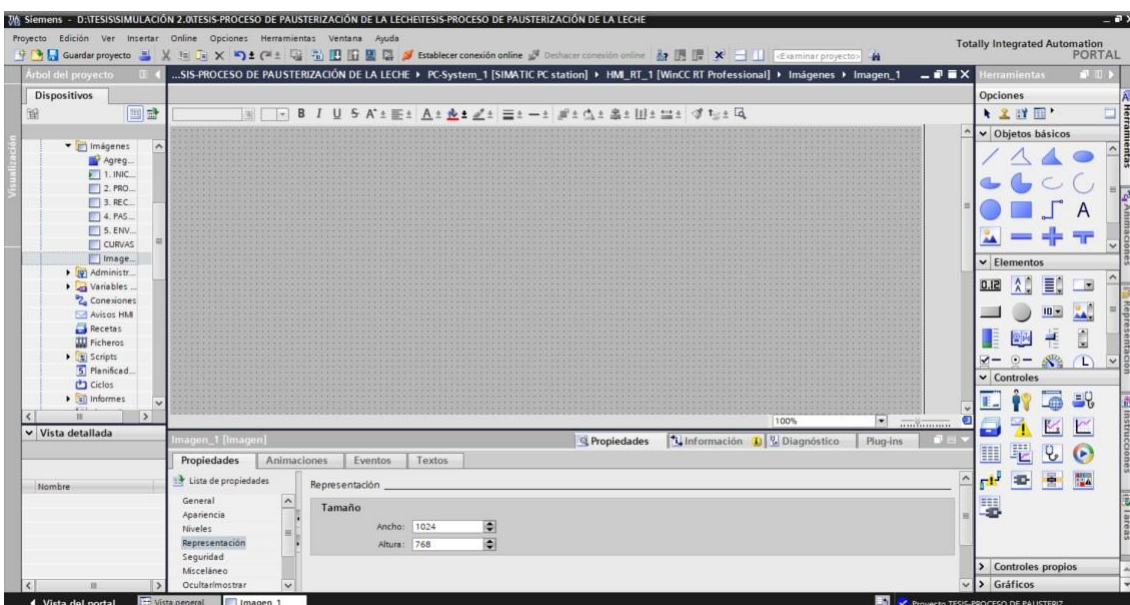 Siemens - D:\TESIS\SIMULACIÓN 2.0\TESIS-PROCESO DE PAUSTERIZACIÓN DE LA LECHE\TESIS-PROCESO DE PAUSTERIZACIÓN DE LA LECHE
Proyecto Edición Ver Insertar Online Opciones Herramientas Ventana Ayuda
Totally Integrated Automation
PORTAL
Guardar proyecto Establecer conexión online Deshacer conexión online <Examinar proyecto>
Árbol del proyecto
...SIS-PROCESO DE PAUSTERIZACIÓN DE LA LECHE PC-System_1 [SIMATIC PC station] HMI_RT_1 [WinCC RT Professional] Imágenes Imagen_1
Herramientas
Dispositivos
Opciones
B I U S A
Visualización
Imágenes
Agreg...
1. INIC...
2. PRO...
3. REC...
4. PAS...
5. ENV...
CURVAS
Image...
Administr...
Variables ...
Conexiones
Avisos HMI
Recetas
Ficheros
Scripts
Planificad...
Ciclos
Informes
Objetos básicos
A
Elementos
0.12
10
Controles
Controles propios
Gráficos
Herramientas
Animaciones
Representación
Instrucciones
Tareas
100%
Vista detallada
Nombre
Imagen_1 [Imagen]
Propiedades Información Diagnóstico Plug-ins
Propiedades Animaciones Eventos Textos
Lista de propiedades
General
Apariencia
Niveles
Representación
Seguridad
Misceláneo
Ocultar/mostrar
Representación
Tamaño
Ancho: 1024
Altura: 768
Vista del portal Vista general Imagen_1
Proyecto TESIS-PROCESO DE PAUSTERIZ...